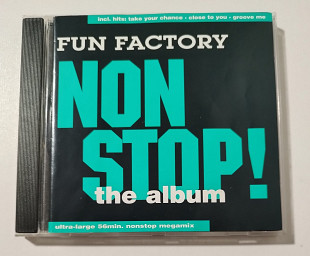 incl. hits: take your chance - close to you - groove me
FUN FACTORY
NON
STOP!
the album
ultra-large 56min. nonstop megamix